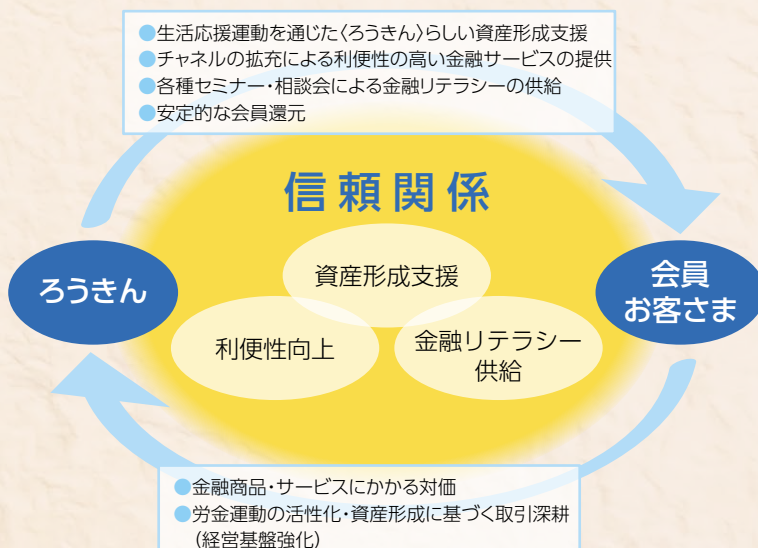 ●生活応援運動を通じた〈ろうきん〉らしい資産形成支援
●チャネルの拡充による利便性の高い金融サービスの提供
●各種セミナー・相談会による金融リテラシーの供給
●安定的な会員還元
信頼関係
ろうきん
資産形成支援
利便性向上
金融リテラシー
供給
会員
お客さま
●金融商品・サービスにかかる対価
●労金運動の活性化・資産形成に基づく取引深耕
（経営基盤強化）